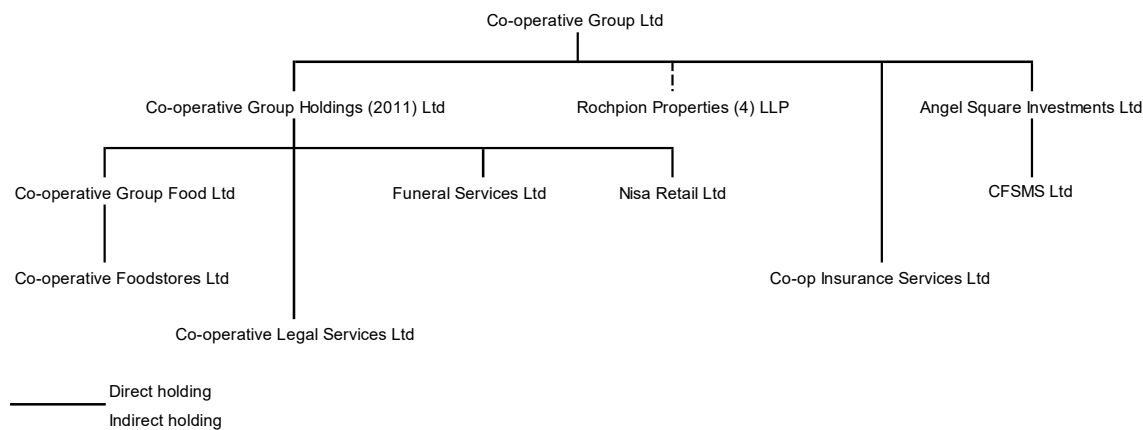 Co-operative Group Ltd
Co-operative Group Holdings (2011) Ltd
Rochpion Properties (4) LLP
Angel Square Investments Ltd
Co-operative Group Food Ltd
Funeral Services Ltd
Nisa Retail Ltd
CFSMS Ltd
Co-operative Foodstores Ltd
Co-op Insurance Services Ltd
Co-operative Legal Services Ltd
Direct holding
Indirect holding